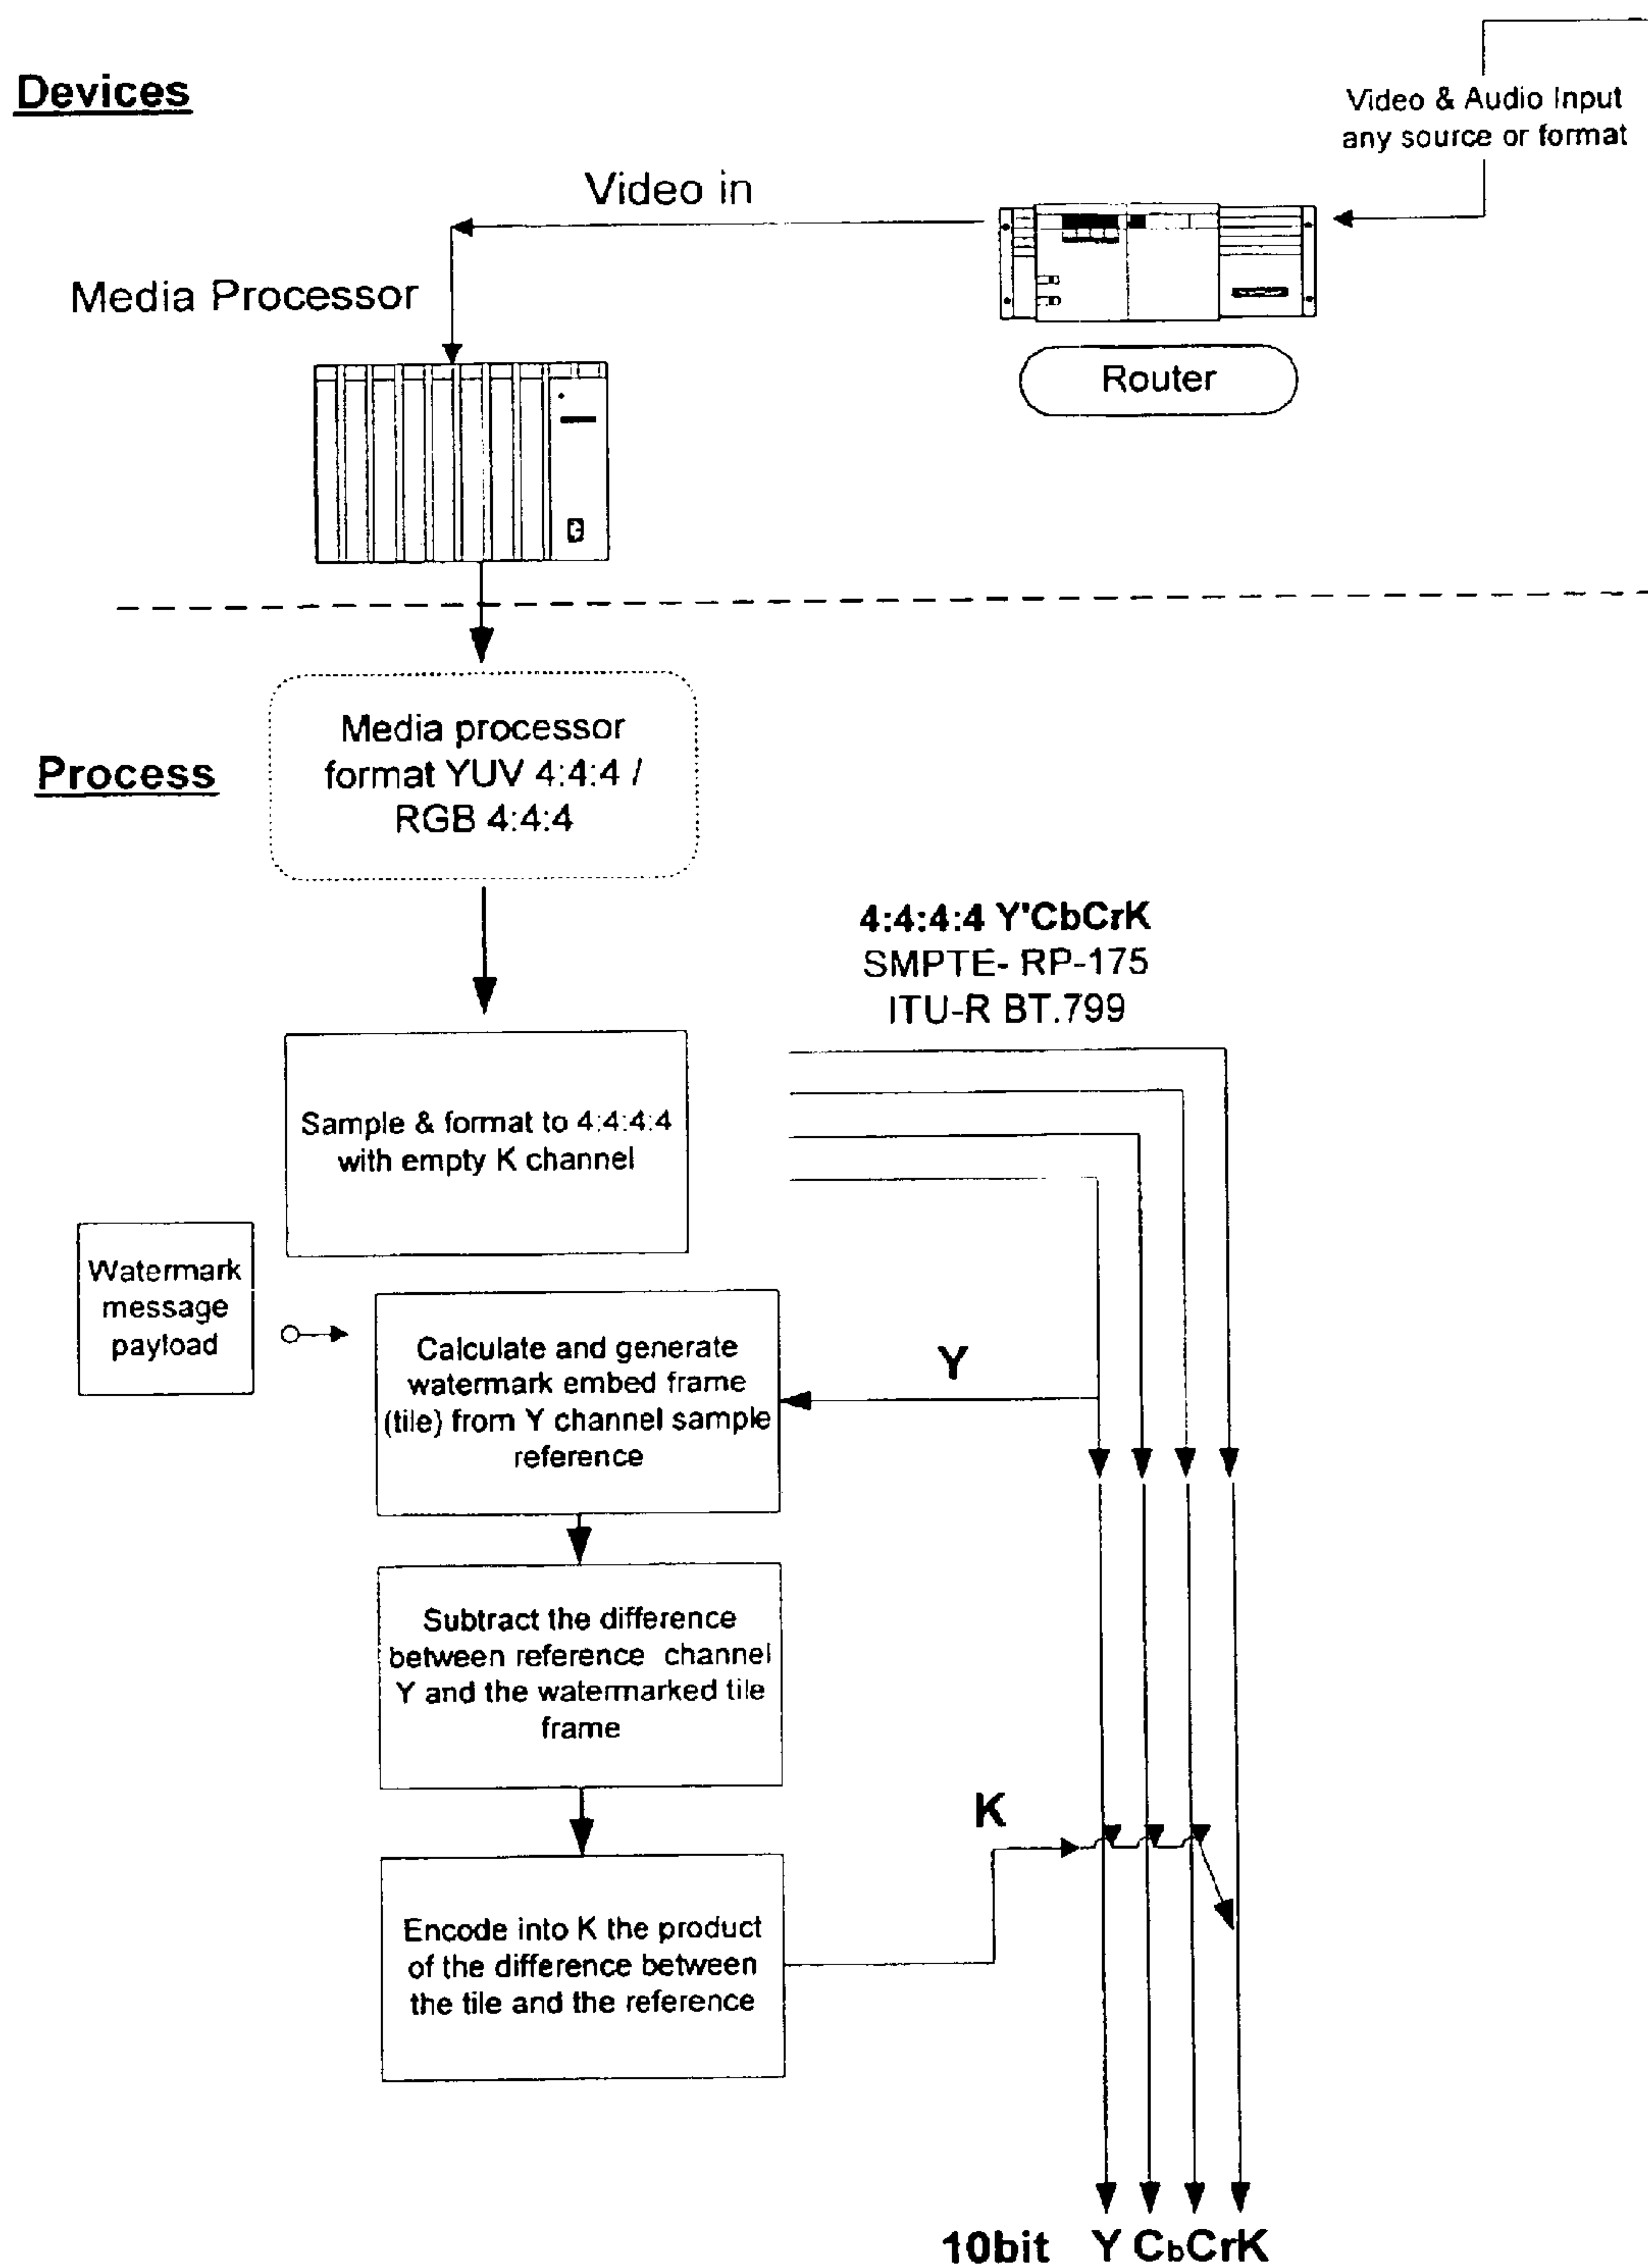 Devices
Video & Audio Input
any source or format
Video in
Media Processor
Router
Process
Media processor
format YUV 4:4:4 /
RGB 4:4:4
4:4:4:4 Y'CbCrK
SMPTE- RP-175
ITU-R BT.799
Sample & format to 4:4:4:4
with empty K channel
Watermark
message
payload
Calculate and generate
watermark embed frame
(tile) from Y channel sample
reference
Y
Subtract the difference
between reference channel
Y and the watermarked tile
frame
K
Encode into K the product
of the difference between
the tile and the reference
10bit Y CbCrK